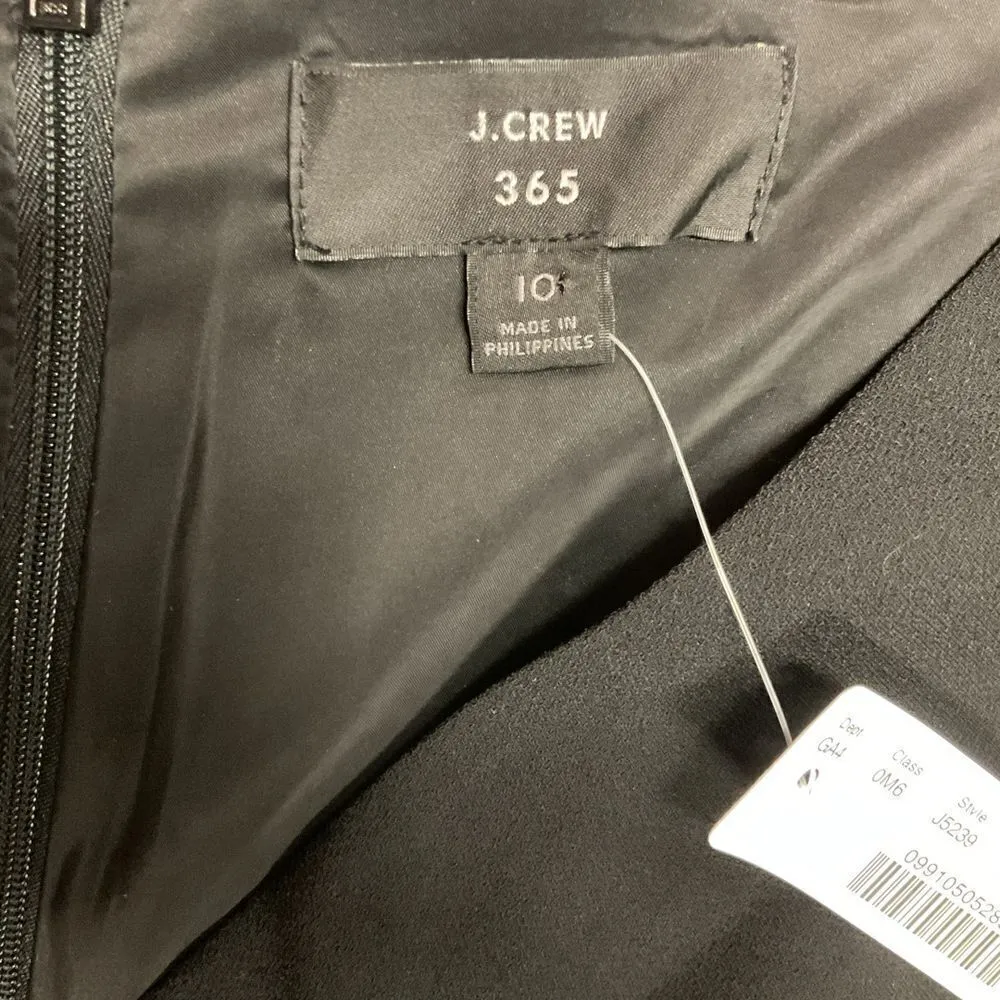 J.CREW
365
10
MADE IN
PHILIPPINES
Dept Class Style
GA4 0M6 J5239
099105052